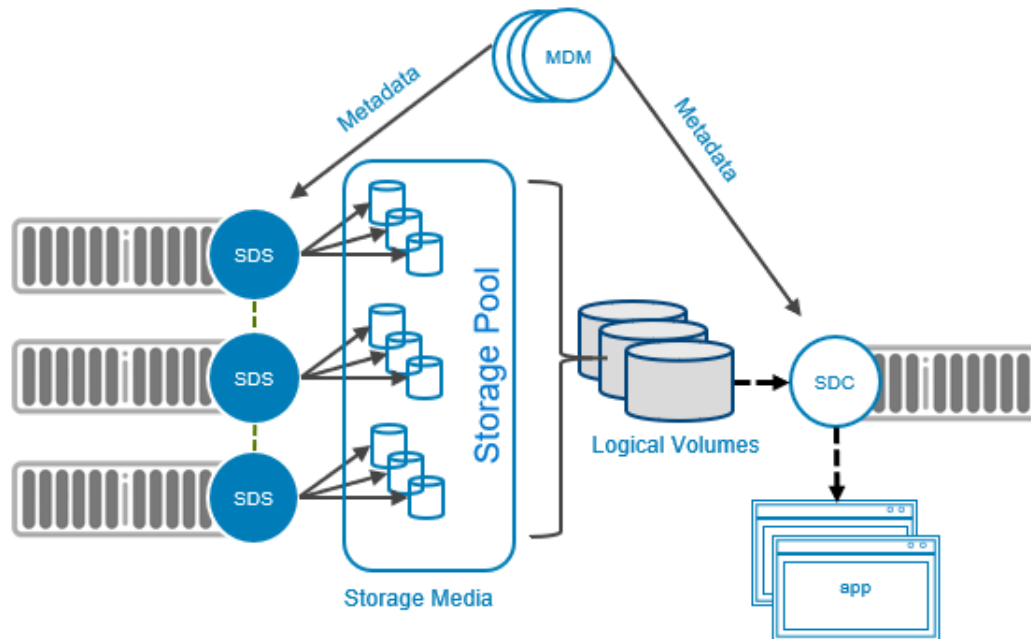 MDM
Metadata
Metadata
SDS
SDS
SDS
Storage Pool
Storage Media
Logical Volumes
SDC
app